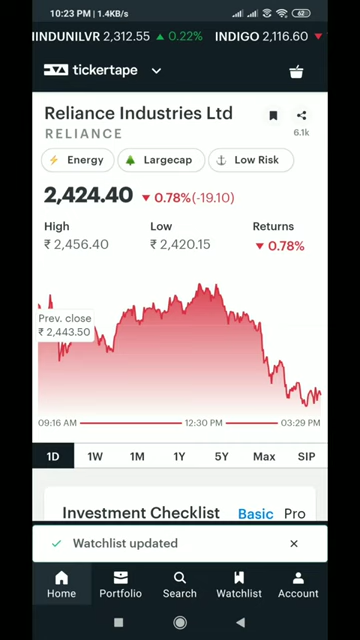 10:23 PM | 1.4KB/s
62
HINDUNILVR 2,312.55 ▲ 0.22% INDIGO 2,116.60 ▼
tickertape
Reliance Industries Ltd
RELIANCE
6.1k
Energy Largecap Low Risk
2,424.40 ▼ 0.78%(-19.10)
High Low Returns
₹ 2,456.40 ₹ 2,420.15 ▼ 0.78%
Prev. close
₹ 2,443.50
09:16 AM 12:30 PM 03:29 PM
1D 1W 1M 1Y 5Y Max SIP
Investment Checklist Basic Pro
Watchlist updated ×
Home Portfolio Search Watchlist Account